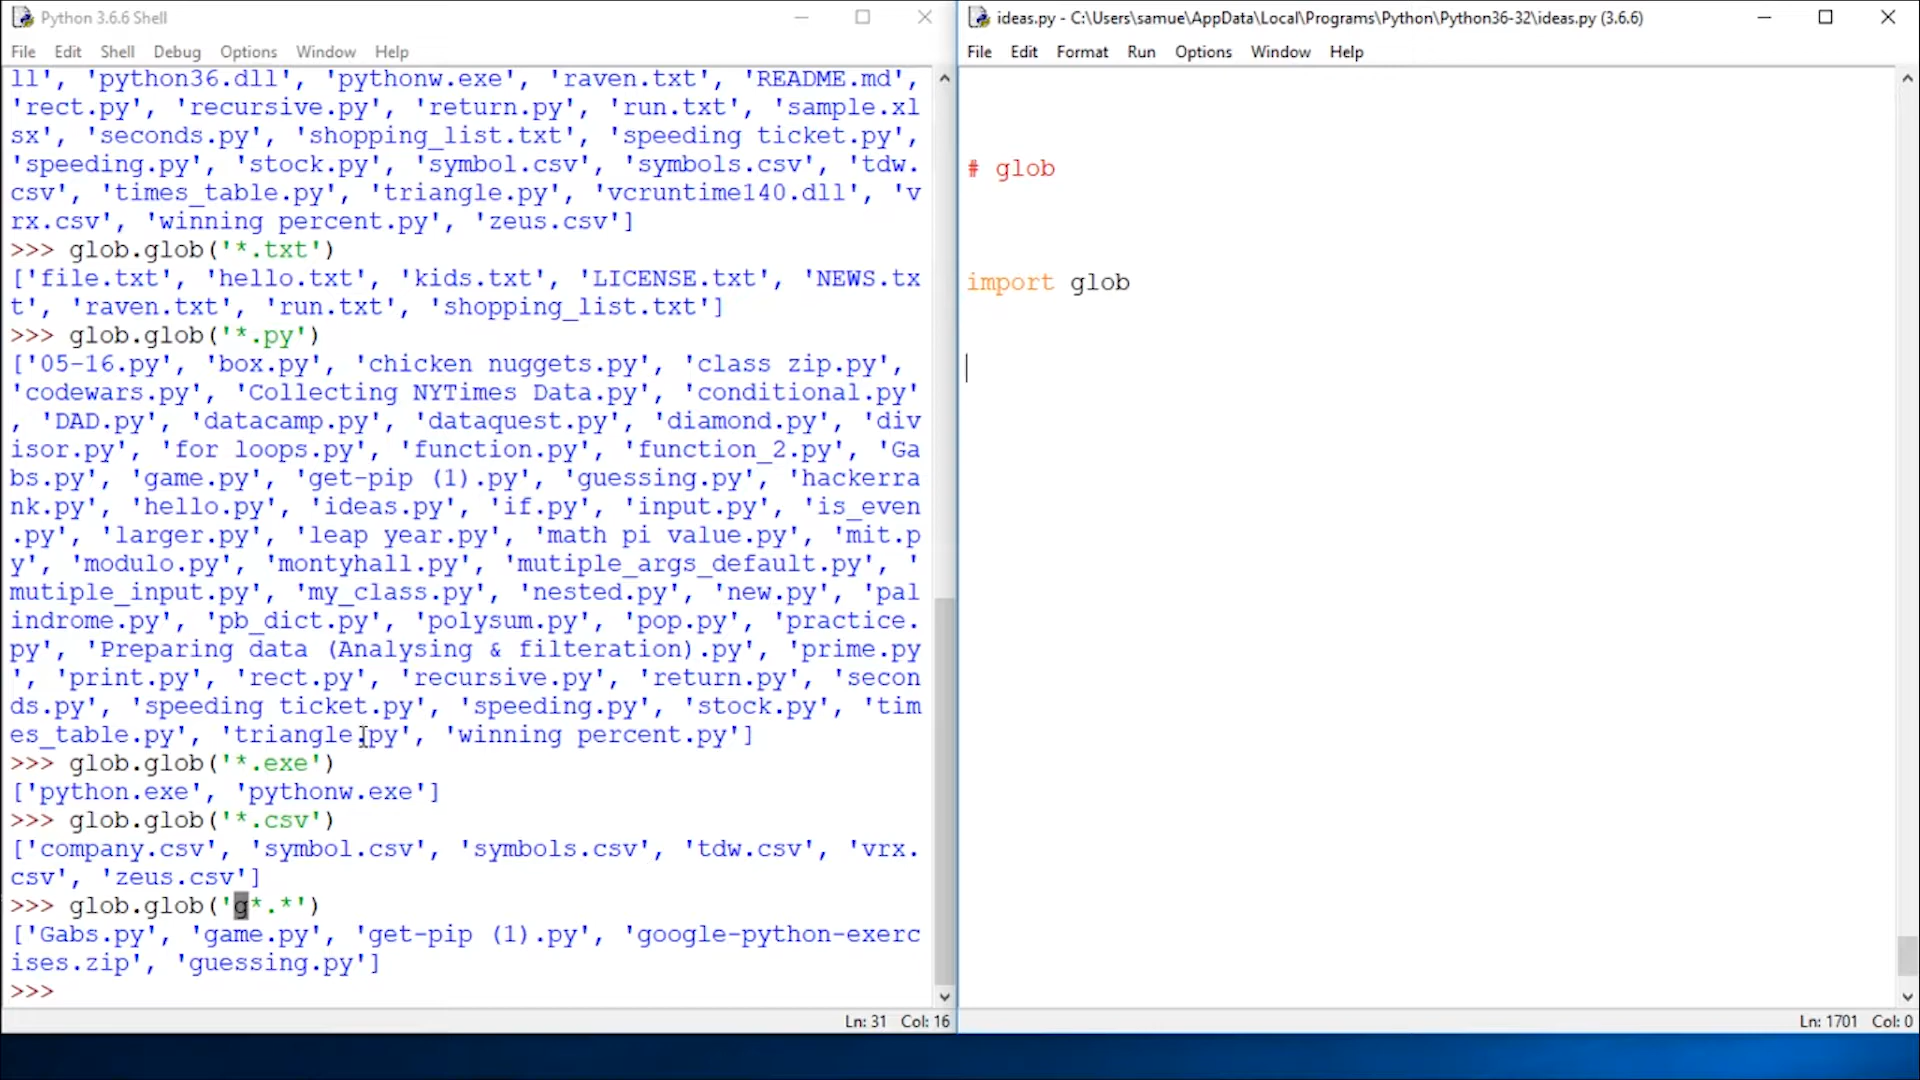 Python 3.6.6 Shell
File Edit Shell Debug Options Window Help
ll', 'python36.dll', 'pythonw.exe', 'raven.txt', 'README.md',
'rect.py', 'recursive.py', 'return.py', 'run.txt', 'sample.xl
sx', 'seconds.py', 'shopping_list.txt', 'speeding ticket.py',
'speeding.py', 'stock.py', 'symbol.csv', 'symbols.csv', 'tdw.
csv', 'times_table.py', 'triangle.py', 'vcruntime140.dll', 'v
rx.csv', 'winning percent.py', 'zeus.csv']
>>> glob.glob('*.txt')
['file.txt', 'hello.txt', 'kids.txt', 'LICENSE.txt', 'NEWS.tx
t', 'raven.txt', 'run.txt', 'shopping_list.txt']
>>> glob.glob('*.py')
['05-16.py', 'box.py', 'chicken nuggets.py', 'class zip.py',
'codewars.py', 'Collecting NYTimes Data.py', 'conditional.py'
, 'DAD.py', 'datacamp.py', 'dataquest.py', 'diamond.py', 'div
isor.py', 'for loops.py', 'function.py', 'function_2.py', 'Ga
bs.py', 'game.py', 'get-pip (1).py', 'guessing.py', 'hackerra
nk.py', 'hello.py', 'ideas.py', 'if.py', 'input.py', 'is_even
.py', 'larger.py', 'leap year.py', 'math pi value.py', 'mit.p
y', 'modulo.py', 'montyhall.py', 'mutiple_args_default.py', '
mutiple_input.py', 'my_class.py', 'nested.py', 'new.py', 'pal
indrome.py', 'pb_dict.py', 'polysum.py', 'pop.py', 'practice.
py', 'Preparing data (Analysing & filteration).py', 'prime.py
', 'print.py', 'rect.py', 'recursive.py', 'return.py', 'secon
ds.py', 'speeding ticket.py', 'speeding.py', 'stock.py', 'tim
es_table.py', 'triangle.py', 'winning percent.py']
>>> glob.glob('*.exe')
['python.exe', 'pythonw.exe']
>>> glob.glob('*.csv')
['company.csv', 'symbol.csv', 'symbols.csv', 'tdw.csv', 'vrx.
csv', 'zeus.csv']
>>> glob.glob('g*.*')
['Gabs.py', 'game.py', 'get-pip (1).py', 'google-python-exerc
ises.zip', 'guessing.py']
>>>
Ln: 31 Col: 16
ideas.py - C:\Users\samue\AppData\Local\Programs\Python\Python36-32\ideas.py (3.6.6)
File Edit Format Run Options Window Help
# glob
import glob
Ln: 1701 Col: 0